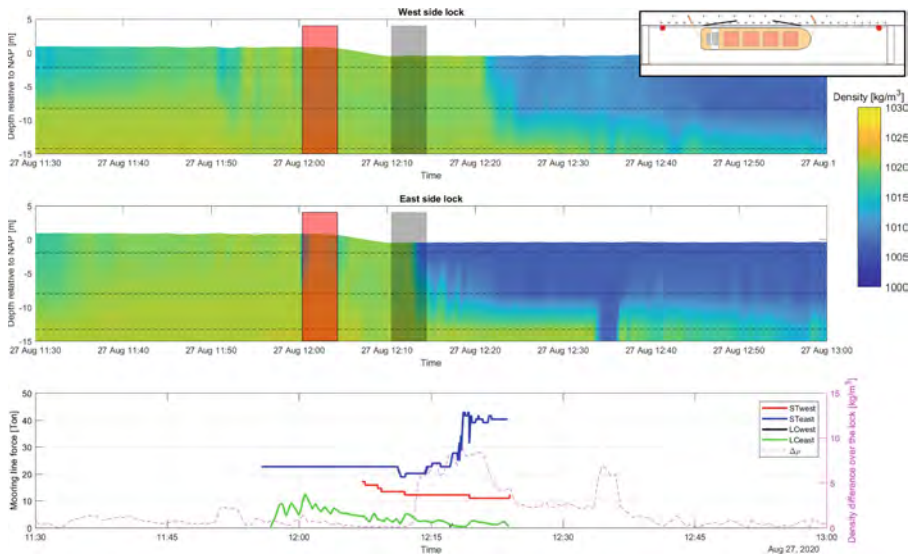 West side lock
5
0
-5
-10
-15
Depth relative to NAP [m]
27 Aug 11:30
27 Aug 11:40
27 Aug 11:50
27 Aug 12:00
27 Aug 12:10
27 Aug 12:20
27 Aug 12:30
27 Aug 12:40
27 Aug 12:50
27 Aug 1
Time
Density [kg/m³]
1030
1025
1020
1015
1010
1005
1000
East side lock
5
0
-5
-10
-15
Depth relative to NAP [m]
27 Aug 11:30
27 Aug 11:40
27 Aug 11:50
27 Aug 12:00
27 Aug 12:10
27 Aug 12:20
27 Aug 12:30
27 Aug 12:40
27 Aug 12:50
27 Aug 13:00
Time
50
40
30
20
10
0
Mooring line force [Ton]
STwest
STeast
LCwest
LCeast
Δρ
15
10
5
0
Density difference over the lock [kg/m³]
11:30
11:45
12:00
12:15
12:30
12:45
13:00
Time
Aug 27, 2020